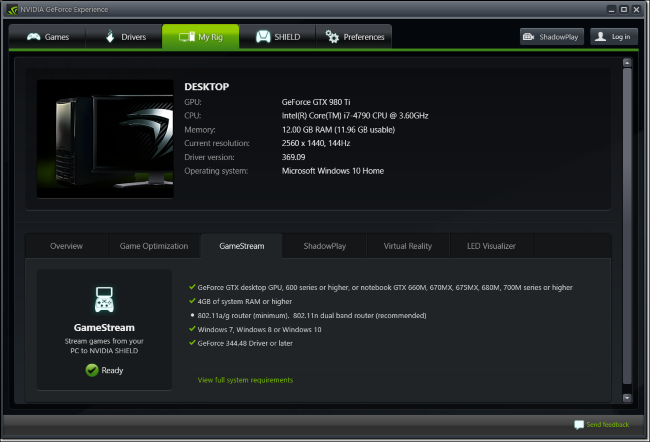 NVIDIA GeForce Experience
Games Drivers My Rig SHIELD Preferences ShadowPlay Log in
DESKTOP
GPU: GeForce GTX 980 Ti
CPU: Intel(R) Core(TM) i7-4790 CPU @ 3.60GHz
Memory: 12.00 GB RAM (11.96 GB usable)
Current resolution: 2560 x 1440, 144Hz
Driver version: 369.09
Operating system: Microsoft Windows 10 Home
Overview Game Optimization GameStream ShadowPlay Virtual Reality LED Visualizer
GeForce GTX desktop GPU, 600 series or higher, or notebook GTX 660M, 670MX, 675MX, 680M, 700M series or higher
4GB of system RAM or higher
802.11a/g router (minimum). 802.11n dual band router (recommended)
Windows 7, Windows 8 or Windows 10
GeForce 344.48 Driver or later
View full system requirements
GameStream
Stream games from your
PC to NVIDIA SHIELD
Ready
Send feedback